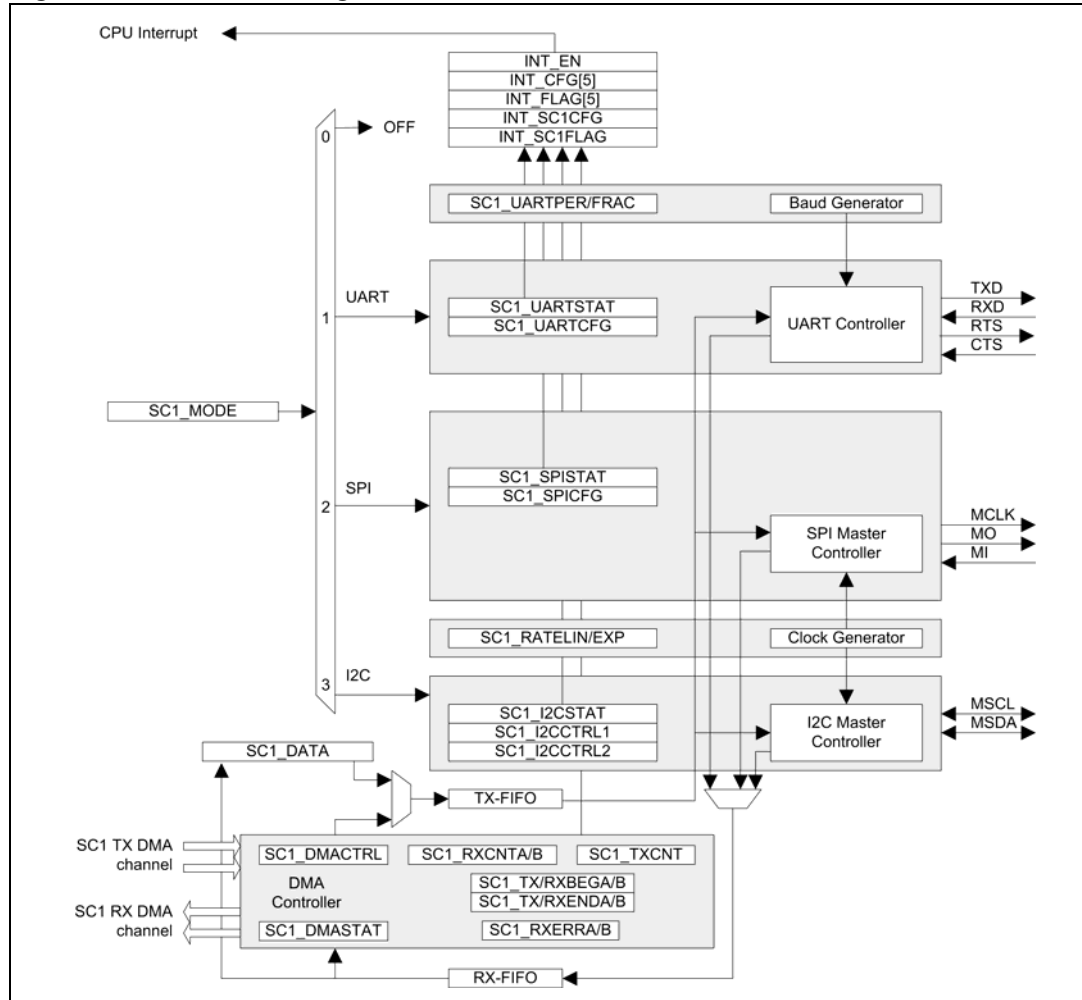 CPU Interrupt
INT_EN
INT_CFG[5]
INT_FLAG[5]
INT_SC1CFG
INT_SC1FLAG
0
OFF
SC1_UARTPER/FRAC
Baud Generator
UART
1
SC1_UARTSTAT
SC1_UARTCFG
UART Controller
TXD
RXD
RTS
CTS
SC1_MODE
SPI
2
SC1_SPISTAT
SC1_SPICFG
SPI Master
Controller
MCLK
MO
MI
SC1_RATELIN/EXP
Clock Generator
I2C
3
SC1_I2CSTAT
SC1_I2CCTRL1
SC1_I2CCTRL2
I2C Master
Controller
MSCL
MSDA
SC1_DATA
TX-FIFO
SC1 TX DMA
channel
SC1_DMACTRL
SC1_RXCNTA/B
SC1_TXCNT
DMA
Controller
SC1_TX/RXBEGA/B
SC1_TX/RXENDA/B
SC1 RX DMA
channel
SC1_DMASTAT
SC1_RXERRA/B
RX-FIFO